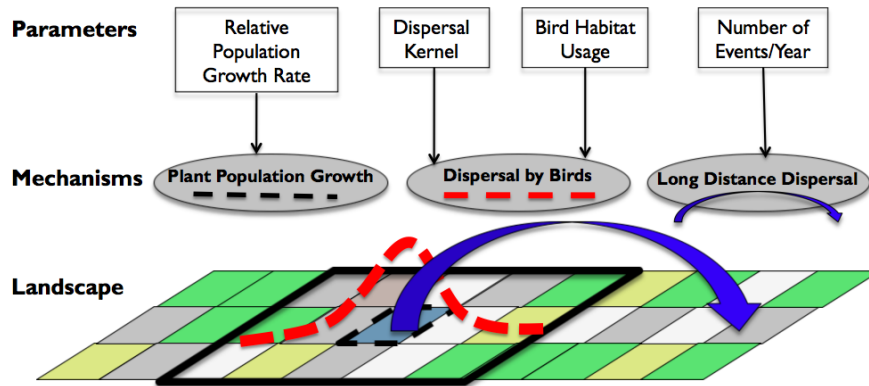 Parameters
Relative
Population
Growth Rate
Dispersal
Kernel
Bird Habitat
Usage
Number of
Events/Year
Mechanisms
Plant Population Growth
Dispersal by Birds
Long Distance Dispersal
Landscape